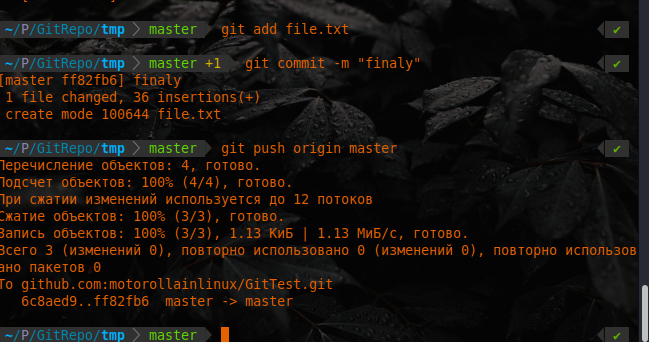 ~/P/GitRepo/tmp master git add file.txt ✔
~/P/GitRepo/tmp master +1 git commit -m "finaly" ✔
[master ff82fb6] finaly
1 file changed, 36 insertions(+)
create mode 100644 file.txt
~/P/GitRepo/tmp master git push origin master ✔
Перечисление объектов: 4, готово.
Подсчет объектов: 100% (4/4), готово.
При сжатии изменений используется до 12 потоков
Сжатие объектов: 100% (3/3), готово.
Запись объектов: 100% (3/3), 1.13 КиБ | 1.13 МиБ/с, готово.
Всего 3 (изменений 0), повторно использовано 0 (изменений 0), повторно использов
ано пакетов 0
To github.com:motorollainlinux/GitTest.git
6c8aed9..ff82fb6 master -> master
~/P/GitRepo/tmp master ✔